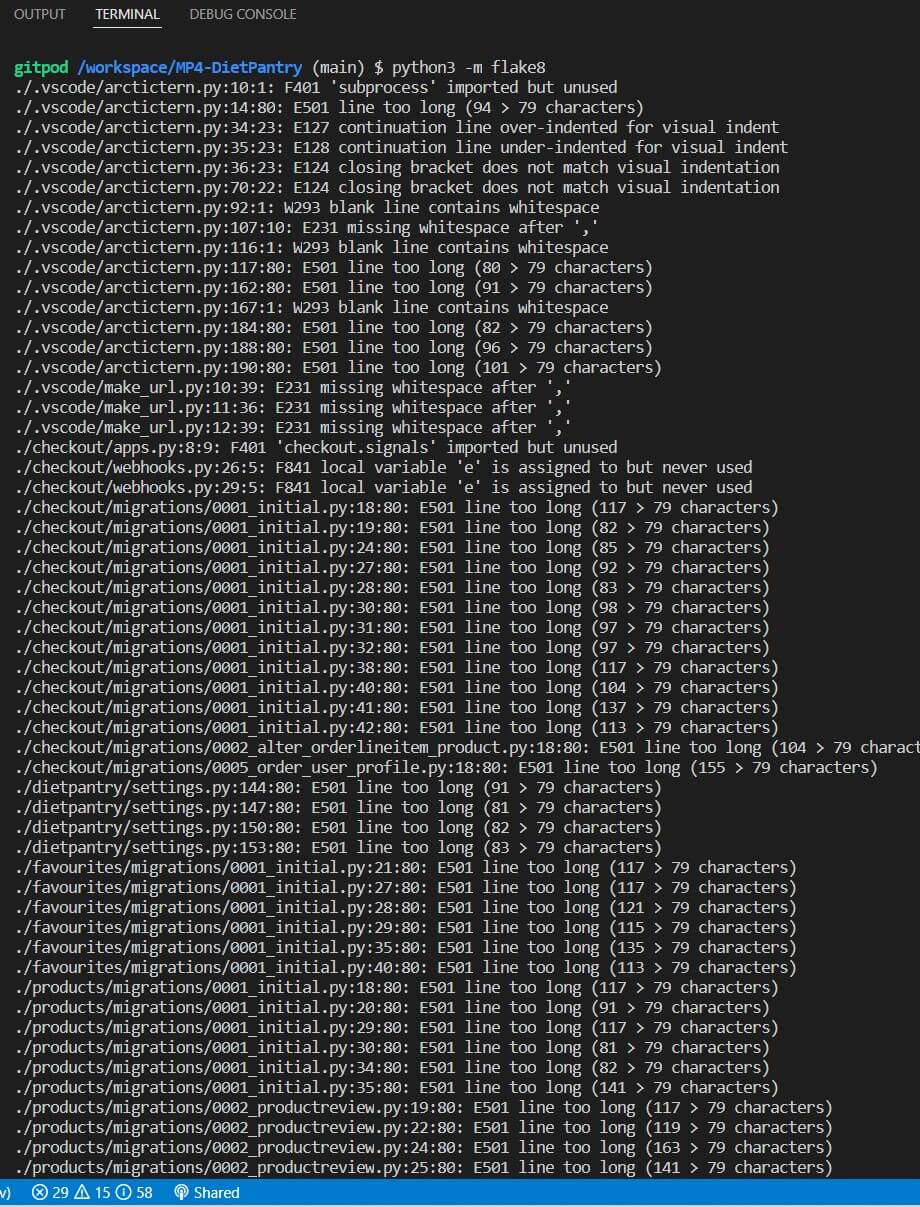 OUTPUT TERMINAL DEBUG CONSOLE
gitpod /workspace/MP4-DietPantry (main) $ python3 -m flake8
./.vscode/arctictern.py:10:1: F401 'subprocess' imported but unused
./.vscode/arctictern.py:14:80: E501 line too long (94 > 79 characters)
./.vscode/arctictern.py:34:23: E127 continuation line over-indented for visual indent
./.vscode/arctictern.py:35:23: E128 continuation line under-indented for visual indent
./.vscode/arctictern.py:36:23: E124 closing bracket does not match visual indentation
./.vscode/arctictern.py:70:22: E124 closing bracket does not match visual indentation
./.vscode/arctictern.py:92:1: W293 blank line contains whitespace
./.vscode/arctictern.py:107:10: E231 missing whitespace after ','
./.vscode/arctictern.py:116:1: W293 blank line contains whitespace
./.vscode/arctictern.py:117:80: E501 line too long (80 > 79 characters)
./.vscode/arctictern.py:162:80: E501 line too long (91 > 79 characters)
./.vscode/arctictern.py:167:1: W293 blank line contains whitespace
./.vscode/arctictern.py:184:80: E501 line too long (82 > 79 characters)
./.vscode/arctictern.py:188:80: E501 line too long (96 > 79 characters)
./.vscode/arctictern.py:190:80: E501 line too long (101 > 79 characters)
./.vscode/make_url.py:10:39: E231 missing whitespace after ','
./.vscode/make_url.py:11:36: E231 missing whitespace after ','
./.vscode/make_url.py:12:39: E231 missing whitespace after ','
./checkout/apps.py:8:9: F401 'checkout.signals' imported but unused
./checkout/webhooks.py:26:5: F841 local variable 'e' is assigned to but never used
./checkout/webhooks.py:29:5: F841 local variable 'e' is assigned to but never used
./checkout/migrations/0001_initial.py:18:80: E501 line too long (117 > 79 characters)
./checkout/migrations/0001_initial.py:19:80: E501 line too long (82 > 79 characters)
./checkout/migrations/0001_initial.py:24:80: E501 line too long (85 > 79 characters)
./checkout/migrations/0001_initial.py:27:80: E501 line too long (92 > 79 characters)
./checkout/migrations/0001_initial.py:28:80: E501 line too long (83 > 79 characters)
./checkout/migrations/0001_initial.py:30:80: E501 line too long (98 > 79 characters)
./checkout/migrations/0001_initial.py:31:80: E501 line too long (97 > 79 characters)
./checkout/migrations/0001_initial.py:32:80: E501 line too long (97 > 79 characters)
./checkout/migrations/0001_initial.py:38:80: E501 line too long (117 > 79 characters)
./checkout/migrations/0001_initial.py:40:80: E501 line too long (104 > 79 characters)
./checkout/migrations/0001_initial.py:41:80: E501 line too long (137 > 79 characters)
./checkout/migrations/0001_initial.py:42:80: E501 line too long (113 > 79 characters)
./checkout/migrations/0002_alter_orderlineitem_product.py:18:80: E501 line too long (104 > 79 charact
./checkout/migrations/0005_order_user_profile.py:18:80: E501 line too long (155 > 79 characters)
./dietpantry/settings.py:144:80: E501 line too long (91 > 79 characters)
./dietpantry/settings.py:147:80: E501 line too long (81 > 79 characters)
./dietpantry/settings.py:150:80: E501 line too long (82 > 79 characters)
./dietpantry/settings.py:153:80: E501 line too long (83 > 79 characters)
./favourites/migrations/0001_initial.py:21:80: E501 line too long (117 > 79 characters)
./favourites/migrations/0001_initial.py:27:80: E501 line too long (117 > 79 characters)
./favourites/migrations/0001_initial.py:28:80: E501 line too long (121 > 79 characters)
./favourites/migrations/0001_initial.py:29:80: E501 line too long (115 > 79 characters)
./favourites/migrations/0001_initial.py:35:80: E501 line too long (135 > 79 characters)
./favourites/migrations/0001_initial.py:40:80: E501 line too long (113 > 79 characters)
./products/migrations/0001_initial.py:18:80: E501 line too long (117 > 79 characters)
./products/migrations/0001_initial.py:20:80: E501 line too long (91 > 79 characters)
./products/migrations/0001_initial.py:29:80: E501 line too long (117 > 79 characters)
./products/migrations/0001_initial.py:30:80: E501 line too long (81 > 79 characters)
./products/migrations/0001_initial.py:34:80: E501 line too long (82 > 79 characters)
./products/migrations/0001_initial.py:35:80: E501 line too long (141 > 79 characters)
./products/migrations/0002_productreview.py:19:80: E501 line too long (117 > 79 characters)
./products/migrations/0002_productreview.py:22:80: E501 line too long (119 > 79 characters)
./products/migrations/0002_productreview.py:24:80: E501 line too long (163 > 79 characters)
./products/migrations/0002_productreview.py:25:80: E501 line too long (141 > 79 characters)
v) 29 15 58 Shared